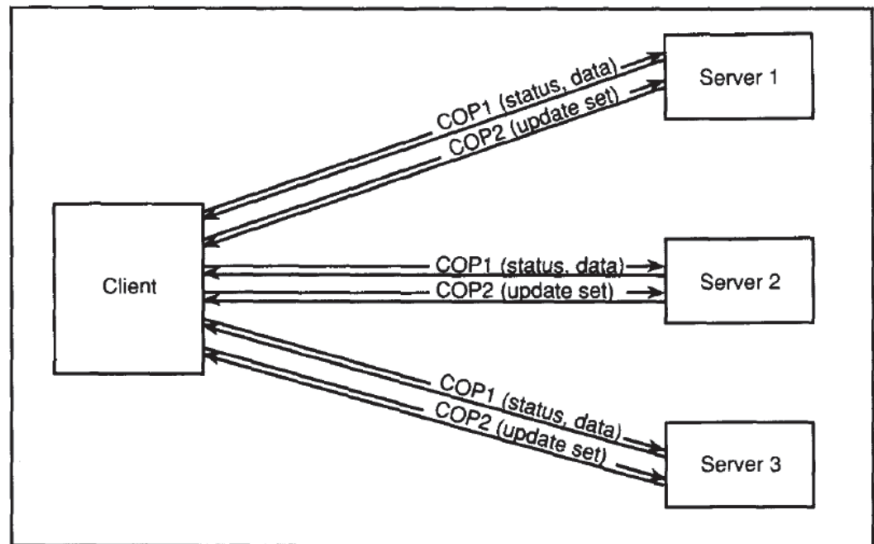 COP1 (status, data)
COP2 (update set)
Server 1
Client
COP1 (status, data)
COP2 (update set)
Server 2
COP1 (status, data)
COP2 (update set)
Server 3